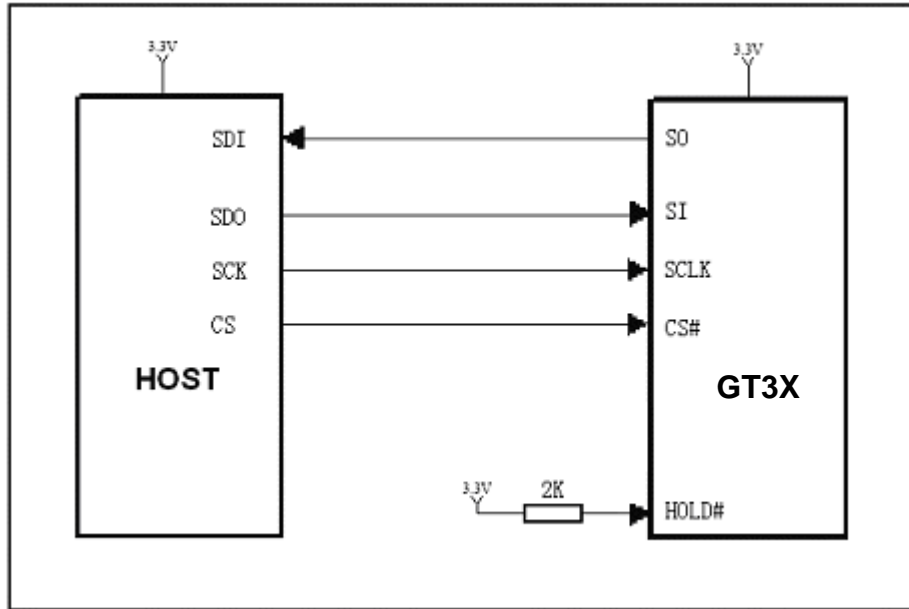 3.3V
3.3V
SDI
SO
SDO
SI
SCK
SCLK
CS
CS#
HOST
GT3X
3.3V
2K
HOLD#